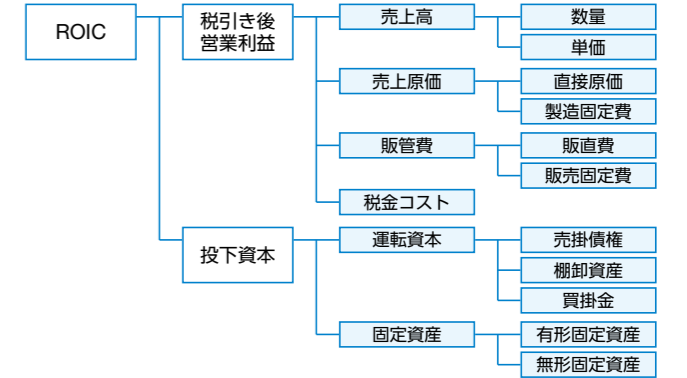 ROIC
税引き後
営業利益
売上高
数量
単価
売上原価
直接原価
製造固定費
販管費
販直費
販売固定費
税金コスト
投下資本
運転資本
売掛債権
棚卸資産
買掛金
固定資産
有形固定資産
無形固定資産